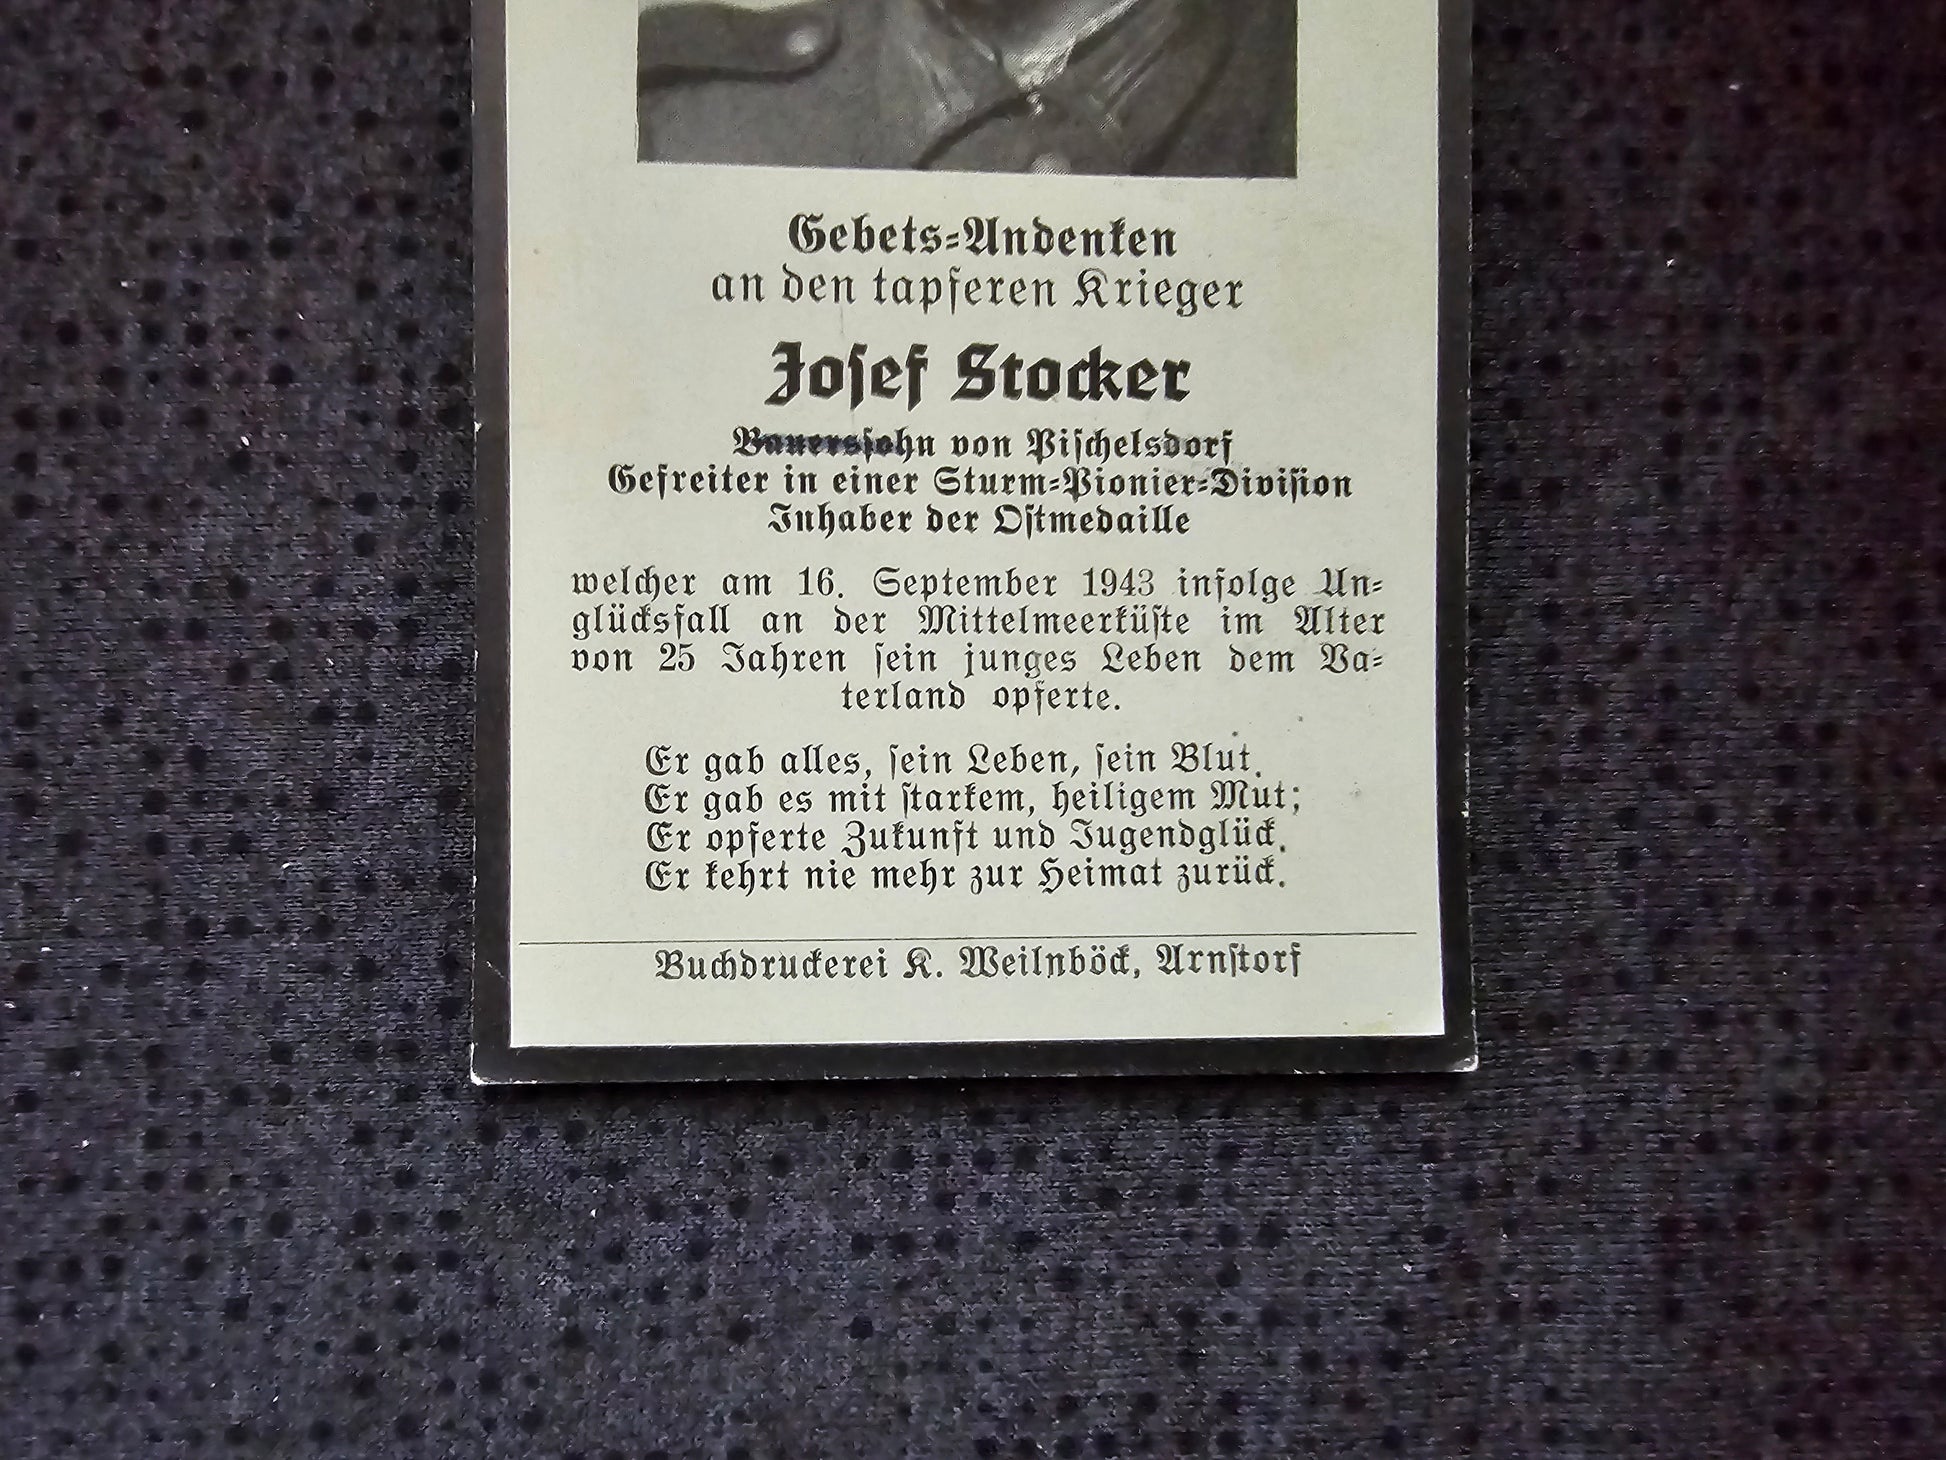 Gebets-Andenken
an den tapferen Krieger
Josef Stocker
Bauerssohn von Pischelsdorf
Gefreiter in einer Sturm-Pionier-Division
Inhaber der Ostmedaille
welcher am 16. September 1943 infolge Un-
glücksfall an der Mittelmeerküste im Alter
von 25 Jahren sein junges Leben dem Va-
terland opferte.
Er gab alles, sein Leben, sein Blut,
Er gab es mit starkem, heiligem Mut;
Er opferte Zukunft und Jugendglück,
Er kehrt nie mehr zur Heimat zurück.
Buchdruckerei K. Weilnböck, Arnstorf